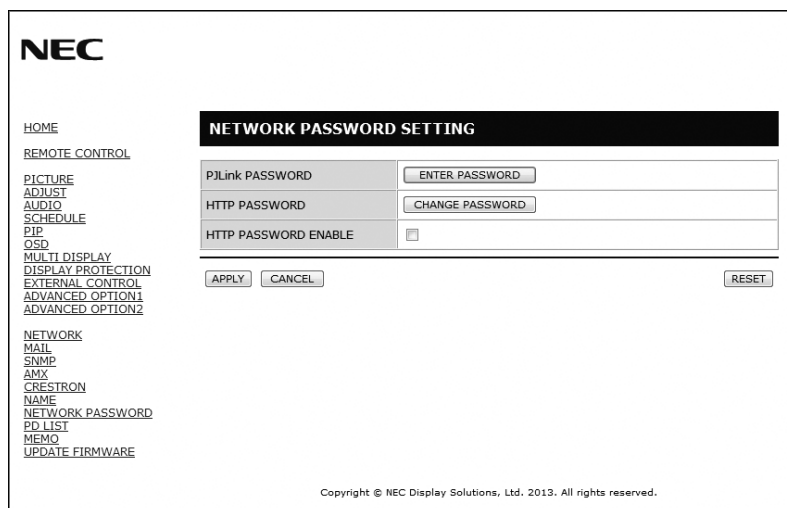 NEC
HOME
REMOTE CONTROL
PICTURE
ADJUST
AUDIO
SCHEDULE
PIP
OSD
MULTI DISPLAY
DISPLAY PROTECTION
EXTERNAL CONTROL
ADVANCED OPTION1
ADVANCED OPTION2
NETWORK
MAIL
SNMP
AMX
CRESTRON
NAME
NETWORK PASSWORD
PD LIST
MEMO
UPDATE FIRMWARE
NETWORK PASSWORD SETTING
PJLink PASSWORD ENTER PASSWORD
HTTP PASSWORD CHANGE PASSWORD
HTTP PASSWORD ENABLE
APPLY CANCEL RESET
Copyright © NEC Display Solutions, Ltd. 2013. All rights reserved.